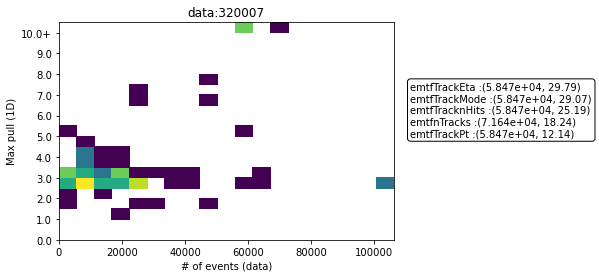 data:320007
10.0+
9.0
8.0
7.0
6.0
5.0
4.0
3.0
2.0
1.0
0.0
Max pull (1D)
0 20000 40000 60000 80000 100000
# of events (data)
emtfTrackEta :(5.847e+04, 29.79)
emtfTrackMode :(5.847e+04, 29.07)
emtfTracknHits :(5.847e+04, 25.19)
emtfnTracks :(7.164e+04, 18.24)
emtfTrackPt :(5.847e+04, 12.14)